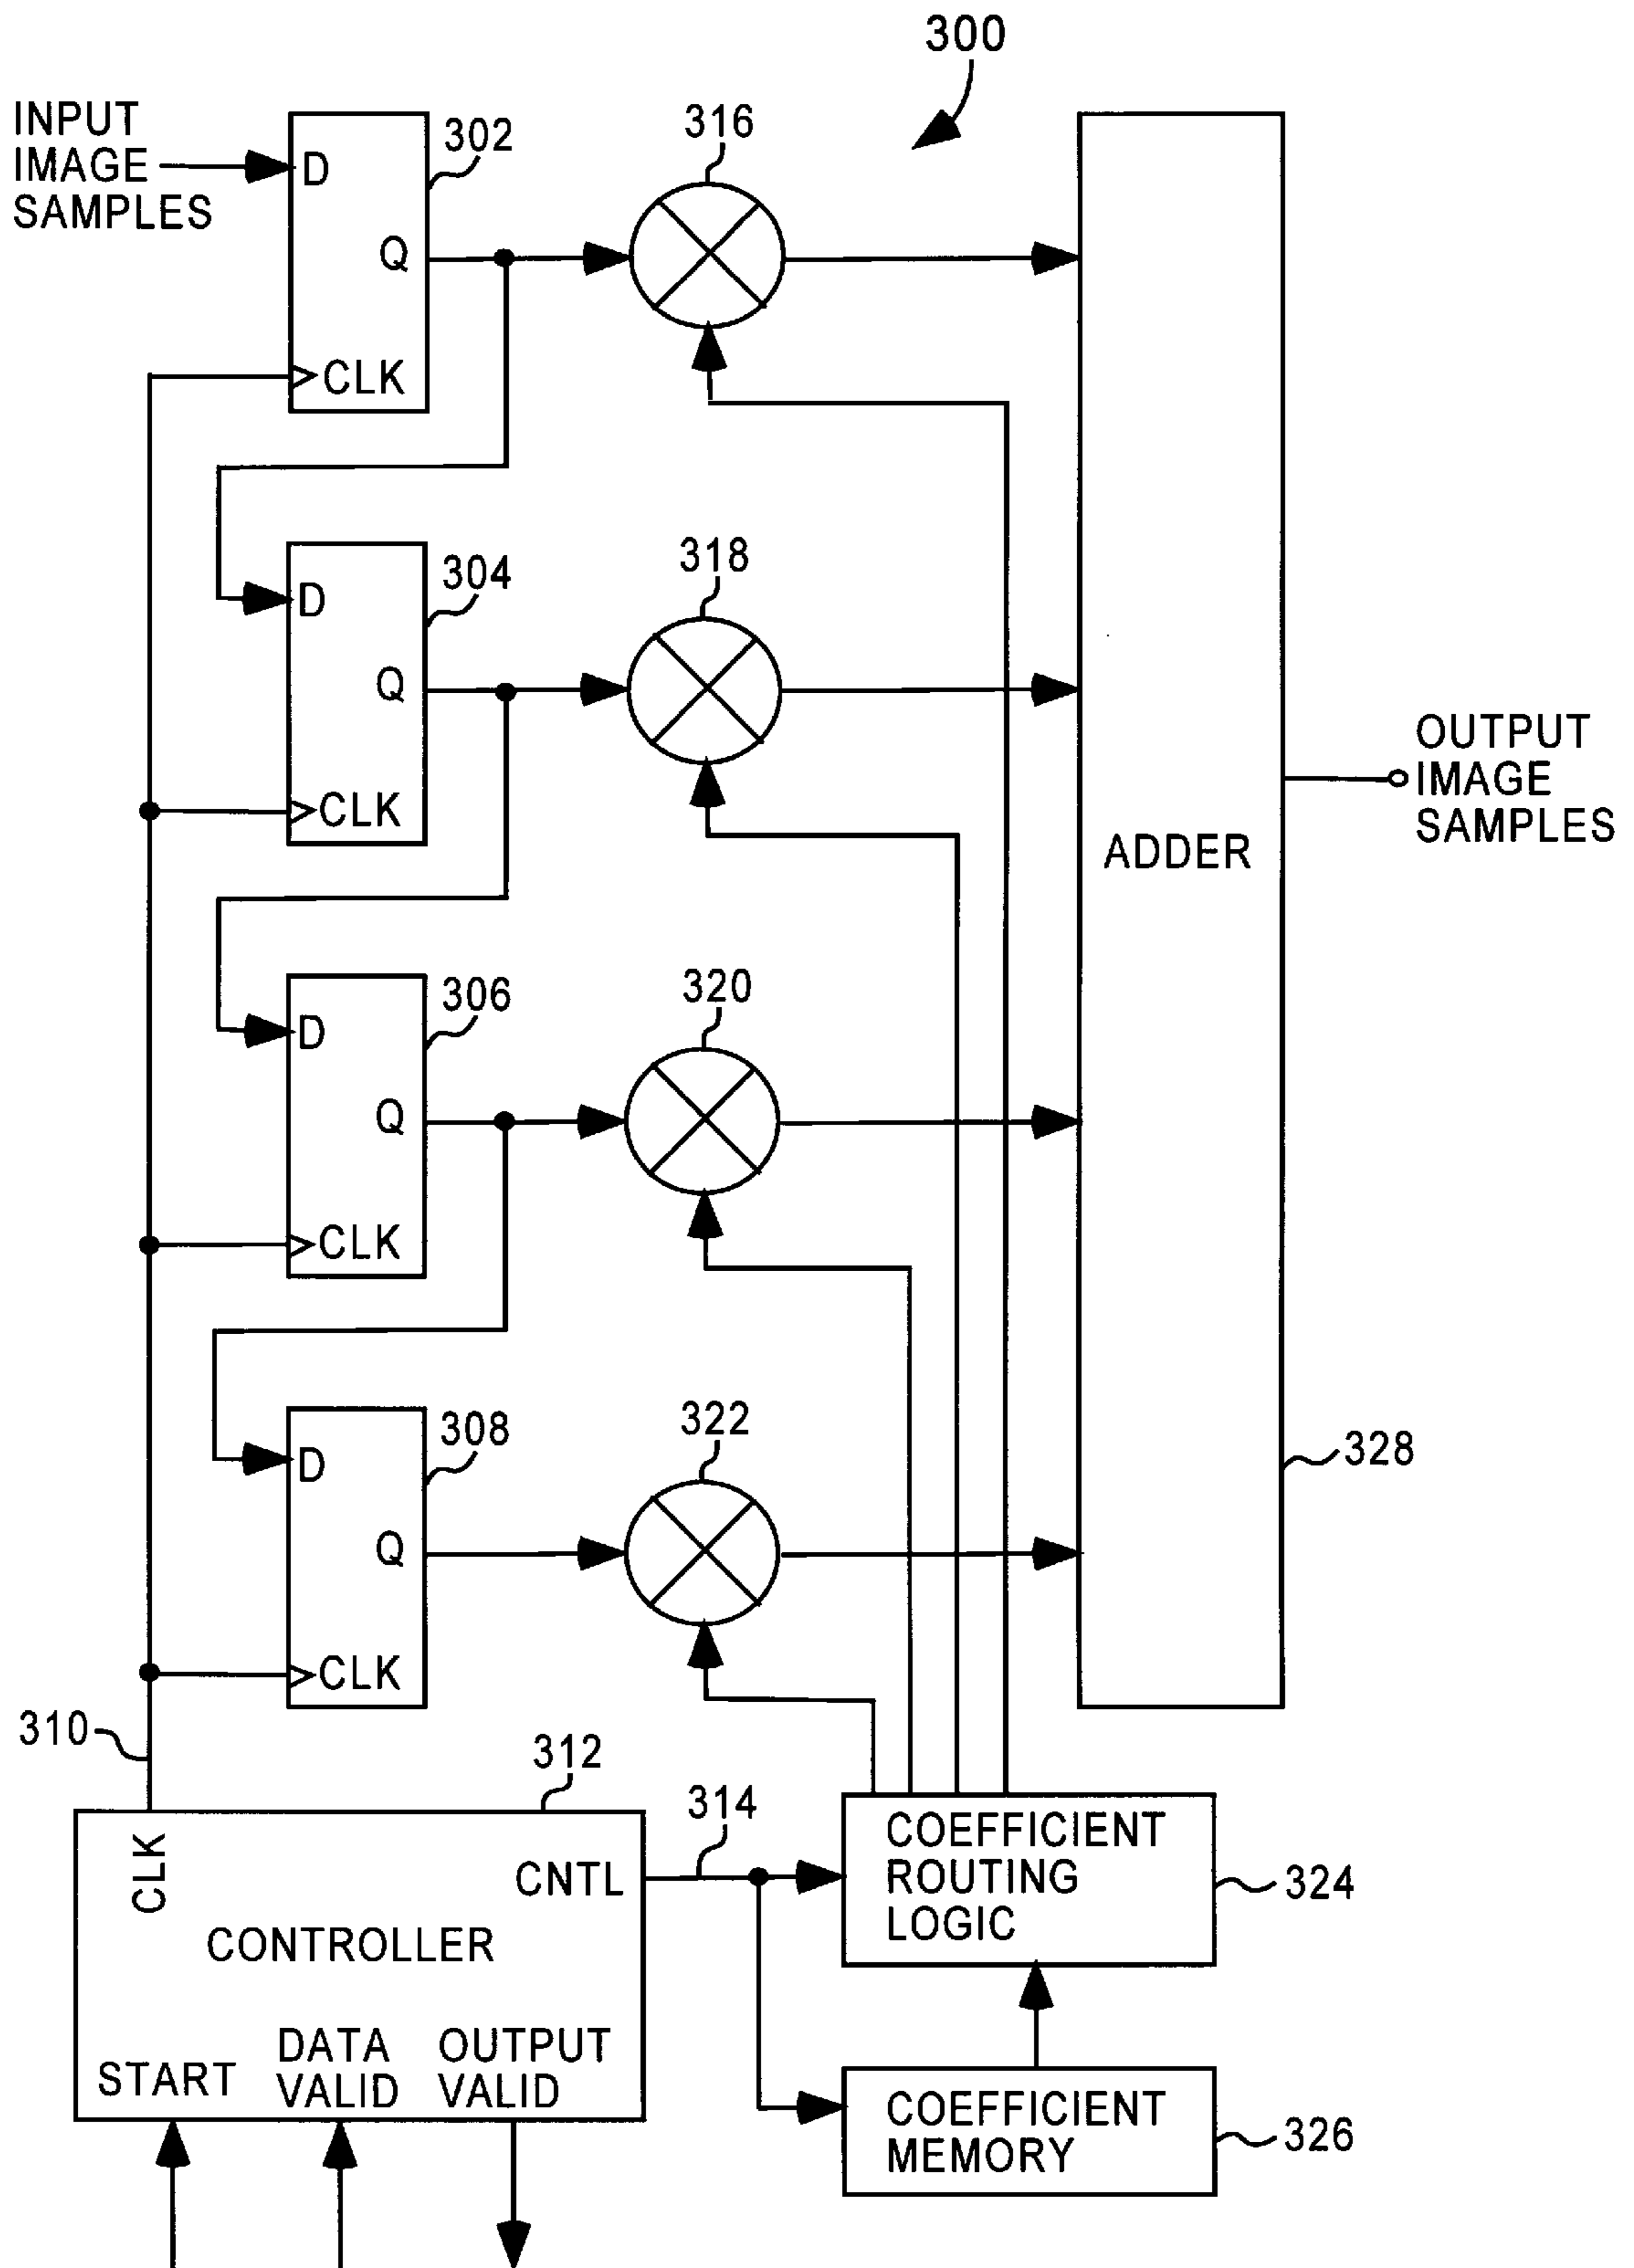 300
INPUT
IMAGE
SAMPLES
D
302
Q
CLK
316
D
304
Q
CLK
318
OUTPUT
IMAGE
SAMPLES
ADDER
D
306
Q
CLK
320
D
308
Q
CLK
322
328
310
312
314
CLK
CNTL
CONTROLLER
START
DATA
VALID
OUTPUT
VALID
COEFFICIENT
ROUTING
LOGIC
324
COEFFICIENT
MEMORY
326